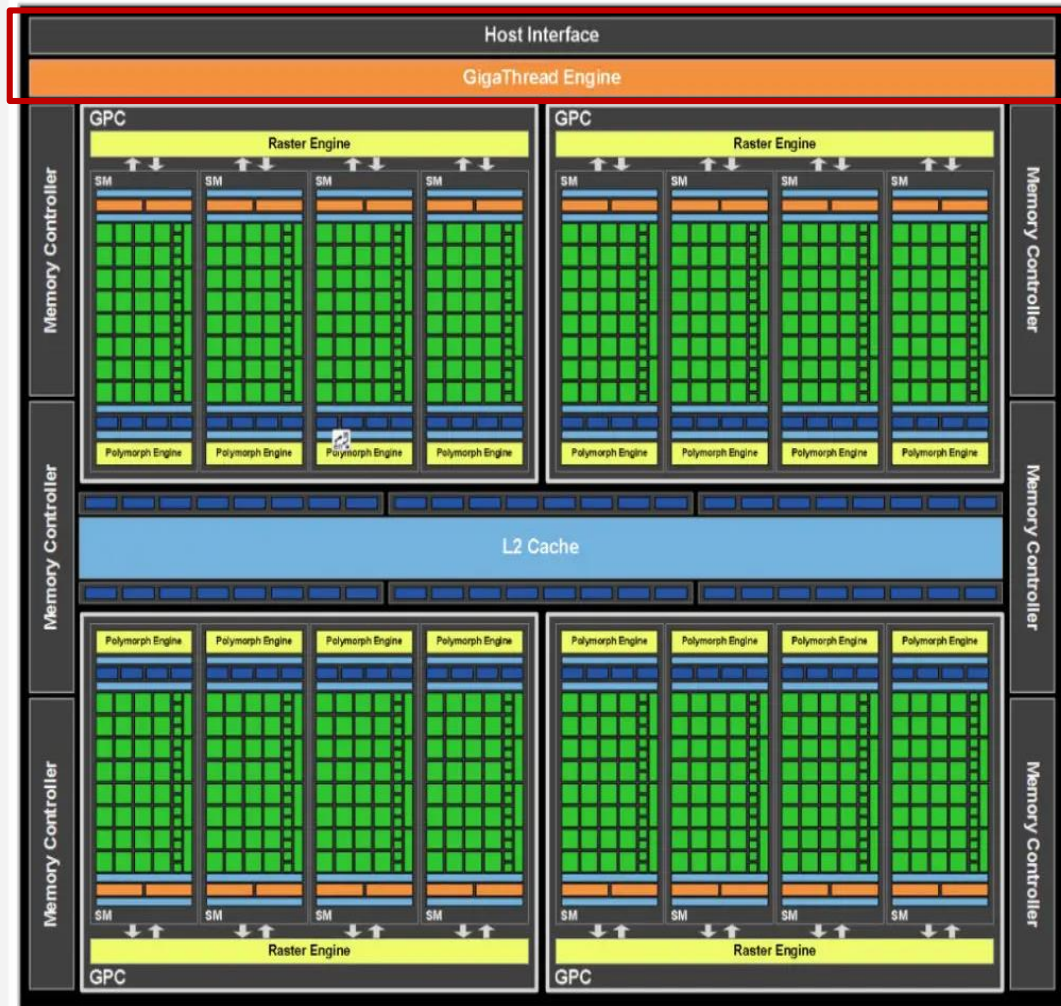 Host Interface
GigaThread Engine
Memory Controller
GPC
Raster Engine
SM
SM
SM
SM
Polymorph Engine
Polymorph Engine
Polymorph Engine
Polymorph Engine
GPC
Raster Engine
SM
SM
SM
SM
Polymorph Engine
Polymorph Engine
Polymorph Engine
Polymorph Engine
Memory Controller
Memory Controller
L2 Cache
Memory Controller
Memory Controller
Polymorph Engine
Polymorph Engine
Polymorph Engine
Polymorph Engine
SM
SM
SM
SM
Raster Engine
GPC
Polymorph Engine
Polymorph Engine
Polymorph Engine
Polymorph Engine
SM
SM
SM
SM
Raster Engine
GPC
Memory Controller